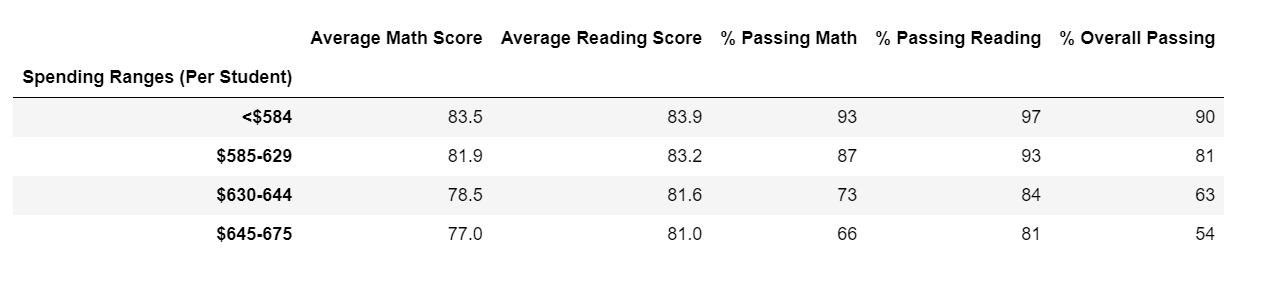 Average Math Score Average Reading Score % Passing Math % Passing Reading % Overall Passing
Spending Ranges (Per Student)
<$584 83.5 83.9 93 97 90
$585-629 81.9 83.2 87 93 81
$630-644 78.5 81.6 73 84 63
$645-675 77.0 81.0 66 81 54